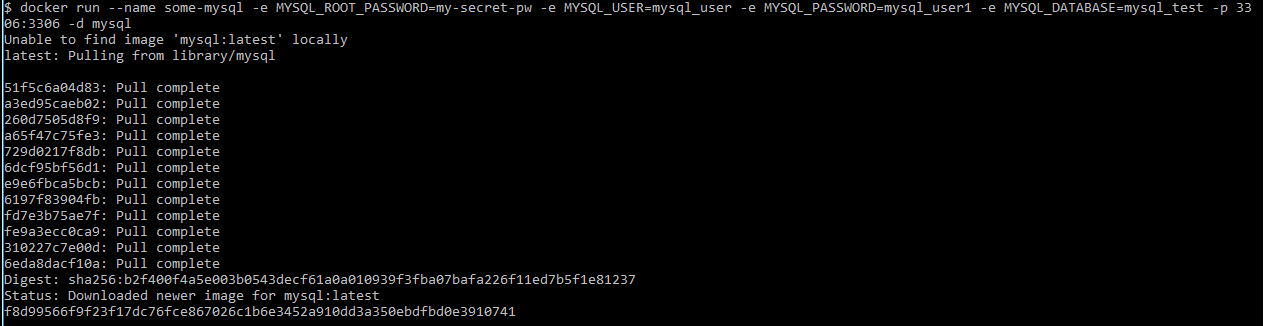 $ docker run --name some-mysql -e MYSQL_ROOT_PASSWORD=my-secret-pw -e MYSQL_USER=mysql_user -e MYSQL_PASSWORD=mysql_user1 -e MYSQL_DATABASE=mysql_test -p 33
06:3306 -d mysql
Unable to find image 'mysql:latest' locally
latest: Pulling from library/mysql
51f5c6a04d83: Pull complete
a3ed95caeb02: Pull complete
260d7505d8f9: Pull complete
a65f47c75fe3: Pull complete
729d0217f8db: Pull complete
6dcf95bf56d1: Pull complete
e9e6fbca5bcb: Pull complete
6197f83904fb: Pull complete
fd7e3b75ae7f: Pull complete
fe9a3ecc0ca9: Pull complete
310227c7e00d: Pull complete
6eda8dacf10a: Pull complete
Digest: sha256:b2f400f4a5e003b0543decf61a0a010939f3fba07bafa226f11ed7b5f1e81237
Status: Downloaded newer image for mysql:latest
f8d99566f9f23f17dc76fce867026c1b6e3452a910dd3a350ebdfbd0e3910741